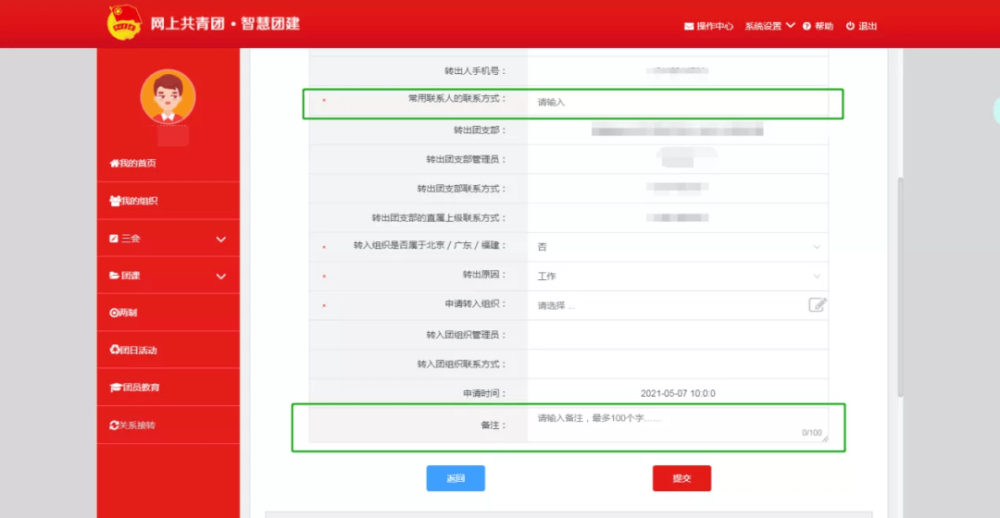 网上共青团·智慧团建
操作中心 系统设置 帮助 退出
我的首页
我的组织
三会
团课
两制
团日活动
团员教育
关系接转
转出人手机号：
* 常用联系人的联系方式： 请输入
转出团支部：
转出团支部管理员：
转出团支部联系方式：
转出团支部的直属上级联系方式：
* 转入组织是否属于北京/广东/福建： 否
* 转出原因： 工作
* 申请转入组织： 请选择 ...
转入团组织管理员：
转入团组织联系方式：
申请时间： 2021-05-07 10:0:0
备注： 请输入备注，最多100个字……
0/100
返回 提交